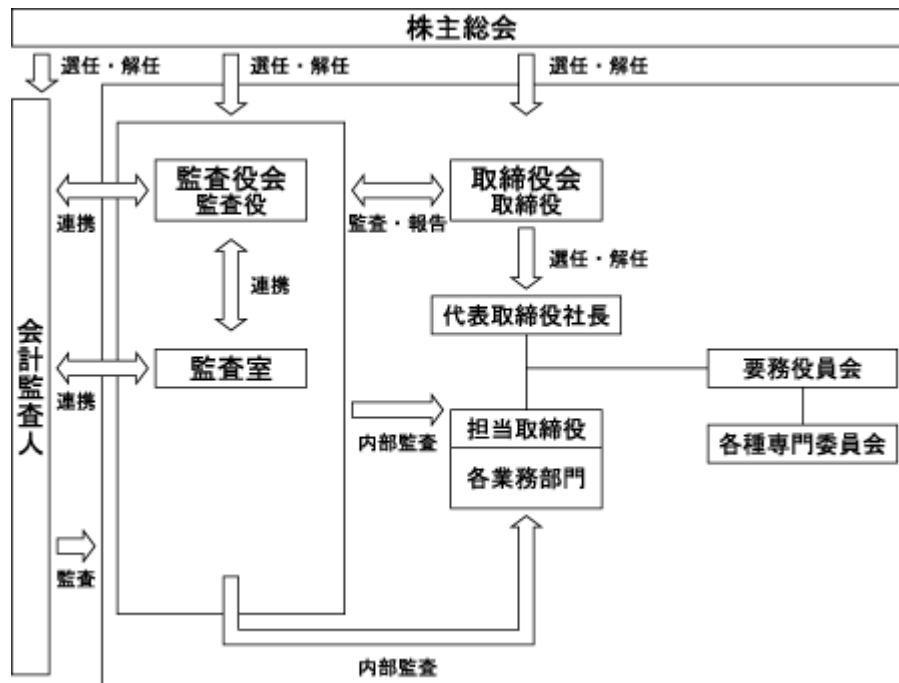 株主総会
選任・解任
選任・解任
選任・解任
監査役会
監査役
取締役会
取締役
連携
監査・報告
選任・解任
連携
代表取締役社長
会計監査人
監査室
要務役員会
連携
内部監査
担当取締役
各種専門委員会
各業務部門
監査
内部監査